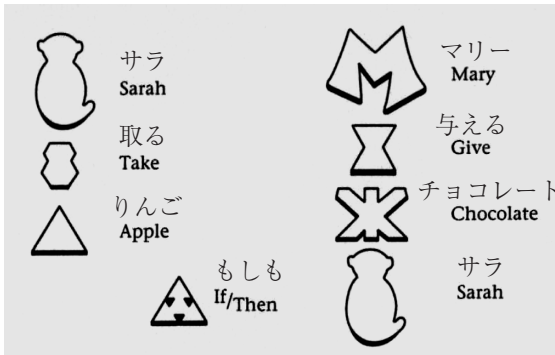 サラ
Sarah
取る
Take
りんご
Apple
もしも
If/Then
マリー
Mary
与える
Give
チョコレート
Chocolate
サラ
Sarah